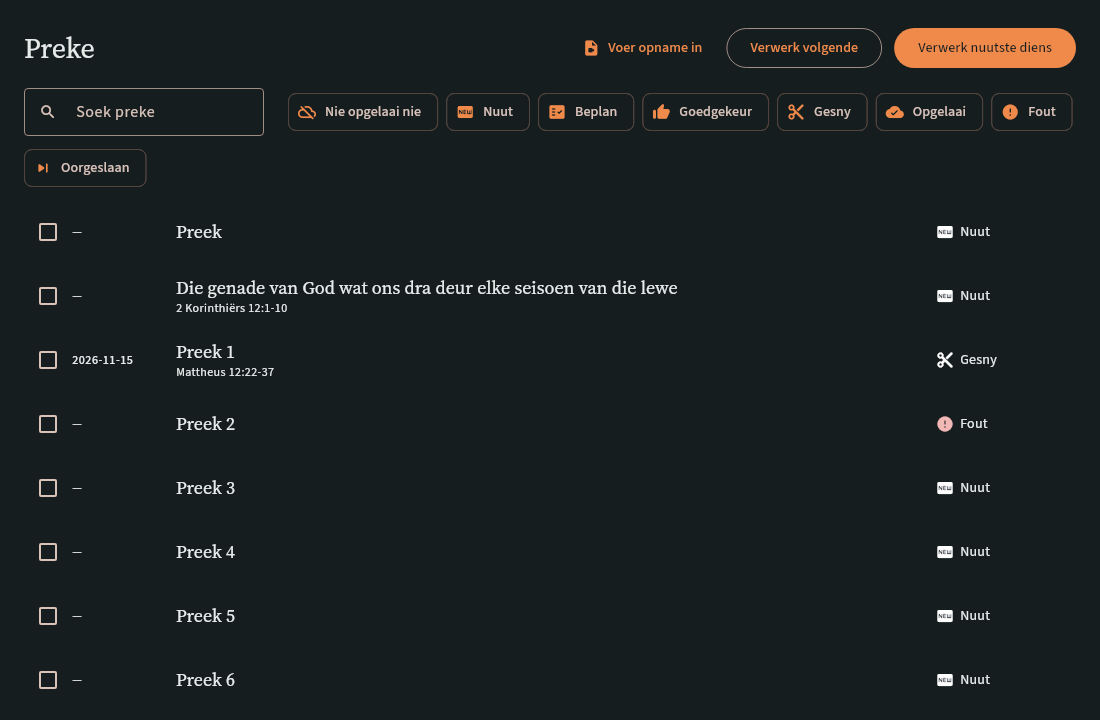 Preke
Voer opname in
Verwerk volgende
Verwerk nuutste diens
Soek preke
Nie opgelaai nie
Nuut
Beplan
Goedgekeur
Gesny
Opgelaai
Fout
Oorgeslaan
– Preek Nuut
– Die genade van God wat ons dra deur elke seisoen van die lewe Nuut
2 Korinthiërs 12:1-10
2026-11-15 Preek 1 Gesny
Mattheus 12:22-37
– Preek 2 Fout
– Preek 3 Nuut
– Preek 4 Nuut
– Preek 5 Nuut
– Preek 6 Nuut